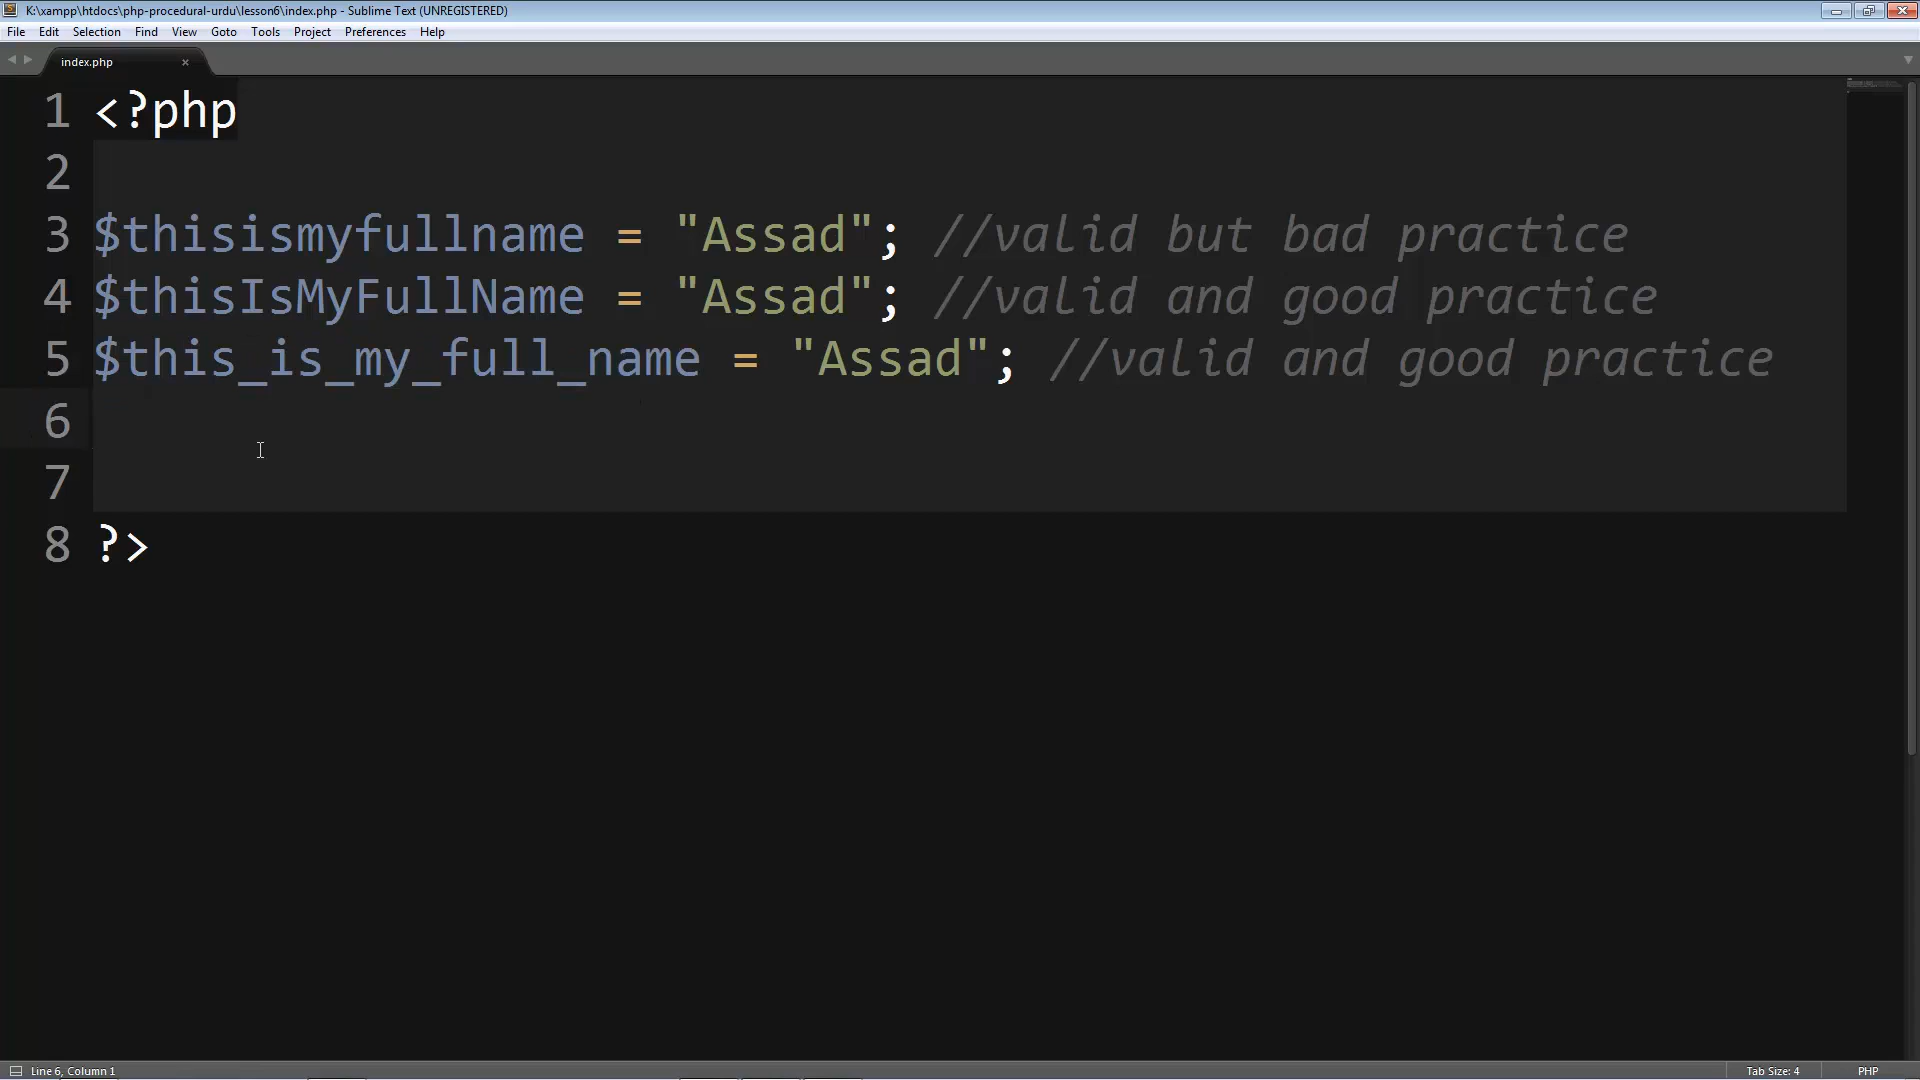 K:\xampp\htdocs\php-procedural-urdu\lesson6\index.php - Sublime Text (UNREGISTERED)
File Edit Selection Find View Goto Tools Project Preferences Help
index.php
1 <?php
2
3 $thisismyfullname = "Assad"; //valid but bad practice
4 $thisIsMyFullName = "Assad"; //valid and good practice
5 $this_is_my_full_name = "Assad"; //valid and good practice
6
7
8 ?>
Line 6, Column 1 Tab Size: 4 PHP